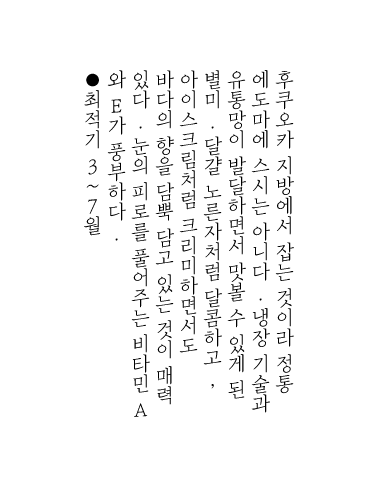 후쿠오카 지방에서 잡는 것이라 정통
에도마에 스시는 아니다. 냉장 기술과
유통망이 발달하면서 맛볼 수 있게 된
별미. 달걀 노른자처럼 달콤하고,
아이스크림처럼 크리미하면서도
바다의 향을 담뿍 담고 있는 것이 매력
있다. 눈의 피로를 풀어주는 비타민 A
와 E가 풍부하다.
●최적기 3~7월